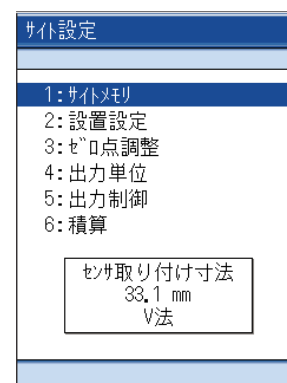 ｻｲﾄ設定
1:ｻｲﾄﾒﾓﾘ
2:設置設定
3:ｾﾞﾛ点調整
4:出力単位
5:出力制御
6:積算
ｾﾝｻ取り付け寸法
33.1 mm
V法